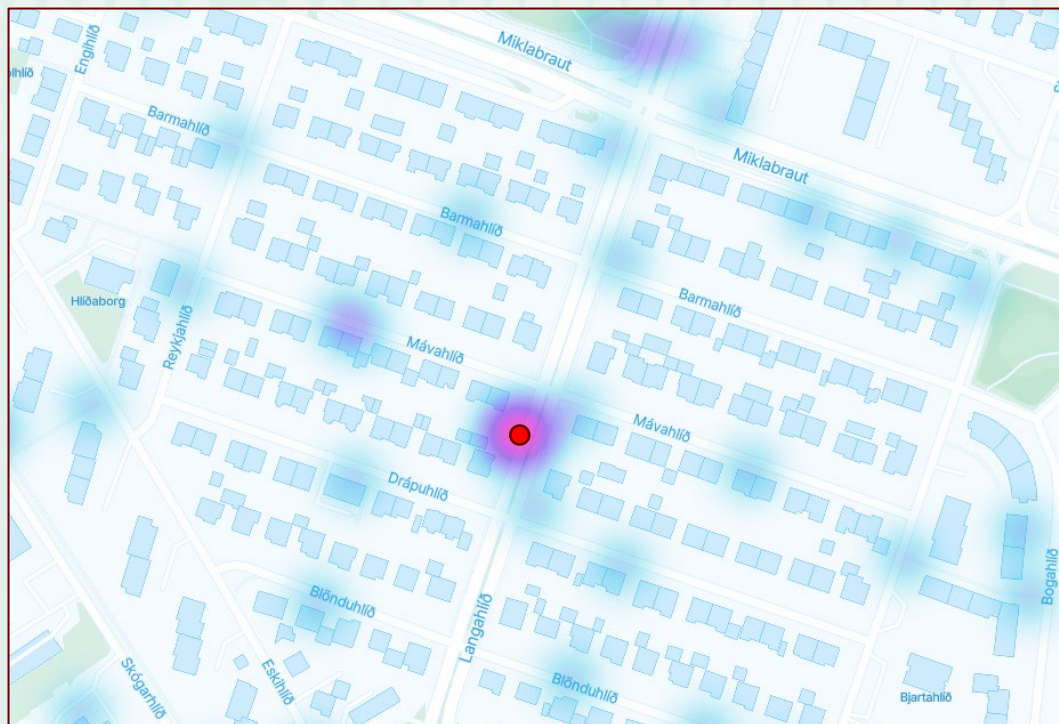 Miklabraut
Engihlíð
Barmahlíð
Miklabraut
Barmahlíð
Hlíðaborg
Reykjahlíð
Barmahlíð
Mávahlíð
Mávahlíð
Drápuhlíð
Blönduhlíð
Langahlíð
Bogahlíð
Skógarhlíð
Eskihlíð
Blönduhlíð
Bjartahlíð